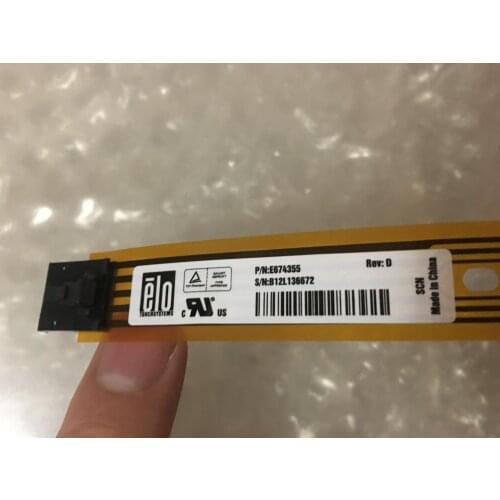 elo
TOUCHSYSTEMS
P/N:E674355
Rev: D
S/N:B12L136672
C
US
SCN
Made in China